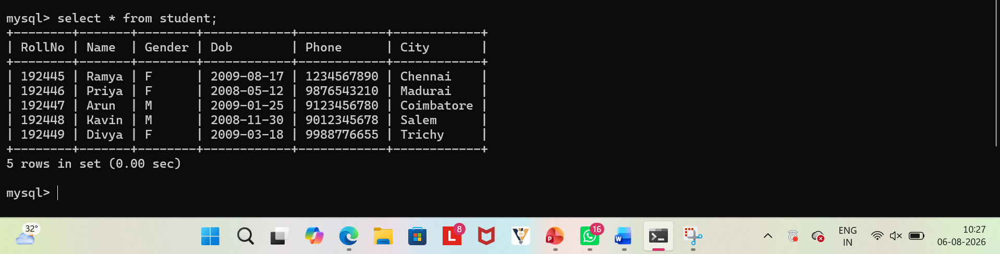 mysql> select * from student;
+--------+-------+--------+------------+------------+------------+
| RollNo | Name  | Gender | Dob        | Phone      | City       |
+--------+-------+--------+------------+------------+------------+
| 192445 | Ramya | F      | 2009-08-17 | 1234567890 | Chennai    |
| 192446 | Priya | F      | 2008-05-12 | 9876543210 | Madurai    |
| 192447 | Arun  | M      | 2009-01-25 | 9123456780 | Coimbatore |
| 192448 | Kavin | M      | 2008-11-30 | 9012345678 | Salem      |
| 192449 | Divya | F      | 2009-03-18 | 9988776655 | Trichy     |
+--------+-------+--------+------------+------------+------------+
5 rows in set (0.00 sec)
mysql>
32°
L 8
P
16
W
ENG
IN
10:27
06-08-2026